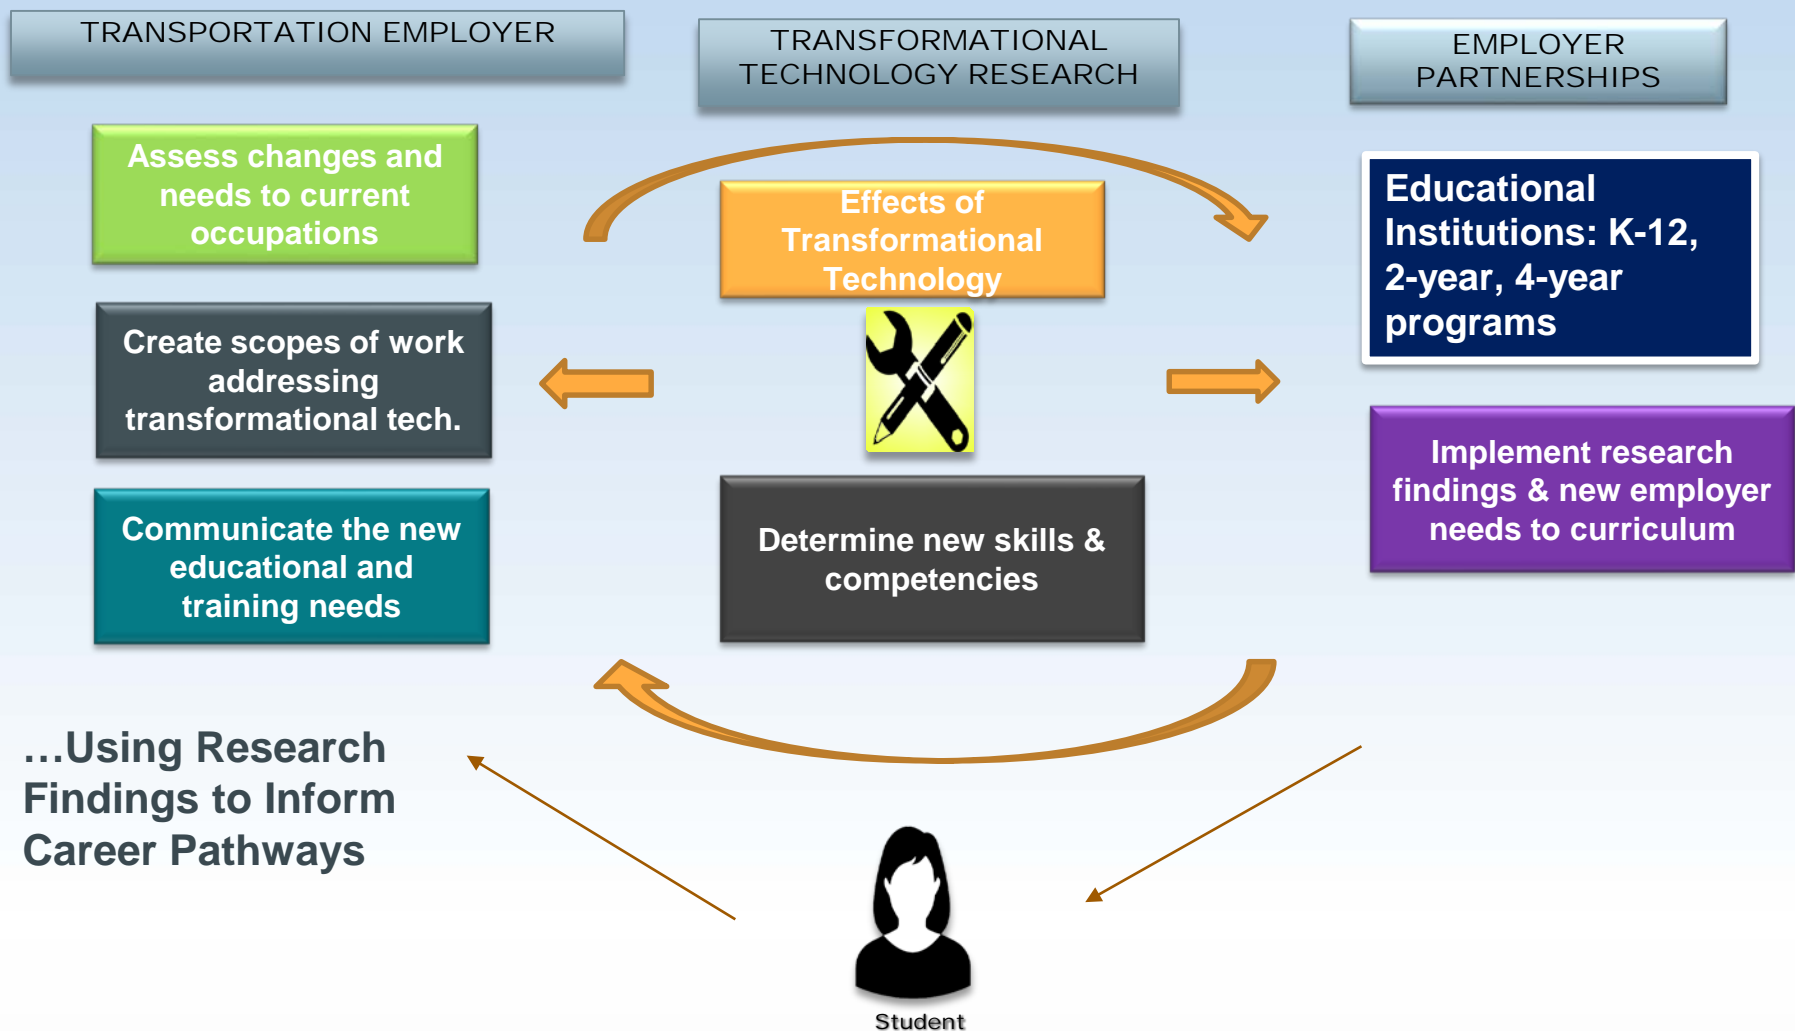 TRANSPORTATION EMPLOYER
TRANSFORMATIONAL
TECHNOLOGY RESEARCH
EMPLOYER
PARTNERSHIPS
Assess changes and
needs to current
occupations
Create scopes of work
addressing
transformational tech.
Communicate the new
educational and
training needs
Effects of
Transformational
Technology
Determine new skills &
competencies
Educational
Institutions: K-12,
2-year, 4-year
programs
Implement research
findings & new employer
needs to curriculum
…Using Research
Findings to Inform
Career Pathways
Student